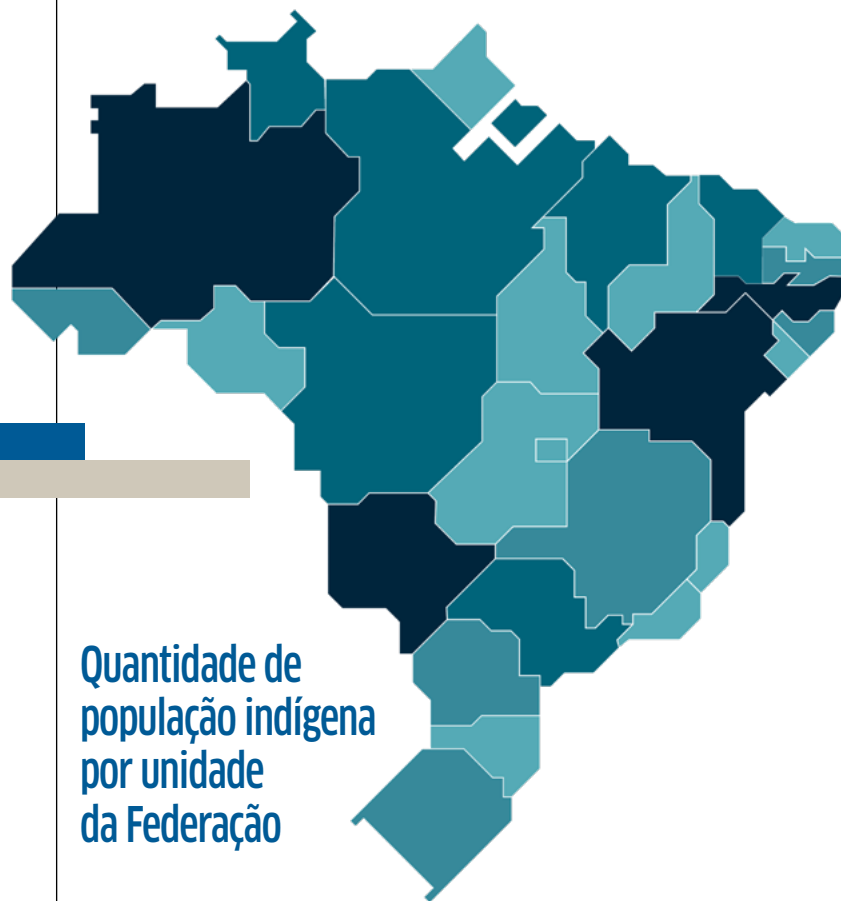 Quantidade de
população indígena
por unidade
da Federação